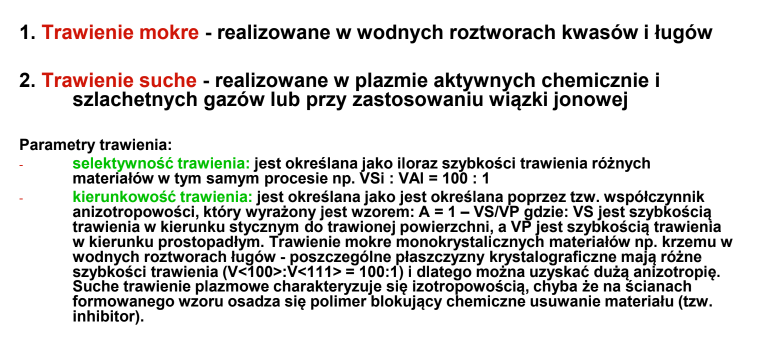 1. Trawienie mokre - realizowane w wodnych roztworach kwasów i ługów
2. Trawienie suche - realizowane w plazmie aktywnych chemicznie i
szlachetnych gazów lub przy zastosowaniu wiązki jonowej
Parametry trawienia:
- selektywność trawienia: jest określana jako iloraz szybkości trawienia różnych
materiałów w tym samym procesie np. VSi : VAl = 100 : 1
- kierunkowość trawienia: jest określana jako jest określana poprzez tzw. współczynnik
anizotropowości, który wyrażony jest wzorem: A = 1 – VS/VP gdzie: VS jest szybkością
trawienia w kierunku stycznym do trawionej powierzchni, a VP jest szybkością trawienia
w kierunku prostopadłym. Trawienie mokre monokrystalicznych materiałów np. krzemu w
wodnych roztworach ługów - poszczególne płaszczyzny krystalograficzne mają różne
szybkości trawienia (V<100>:V<111> = 100:1) i dlatego można uzyskać dużą anizotropię.
Suche trawienie plazmowe charakteryzuje się izotropowością, chyba że na ścianach
formowanego wzoru osadza się polimer blokujący chemiczne usuwanie materiału (tzw.
inhibitor).